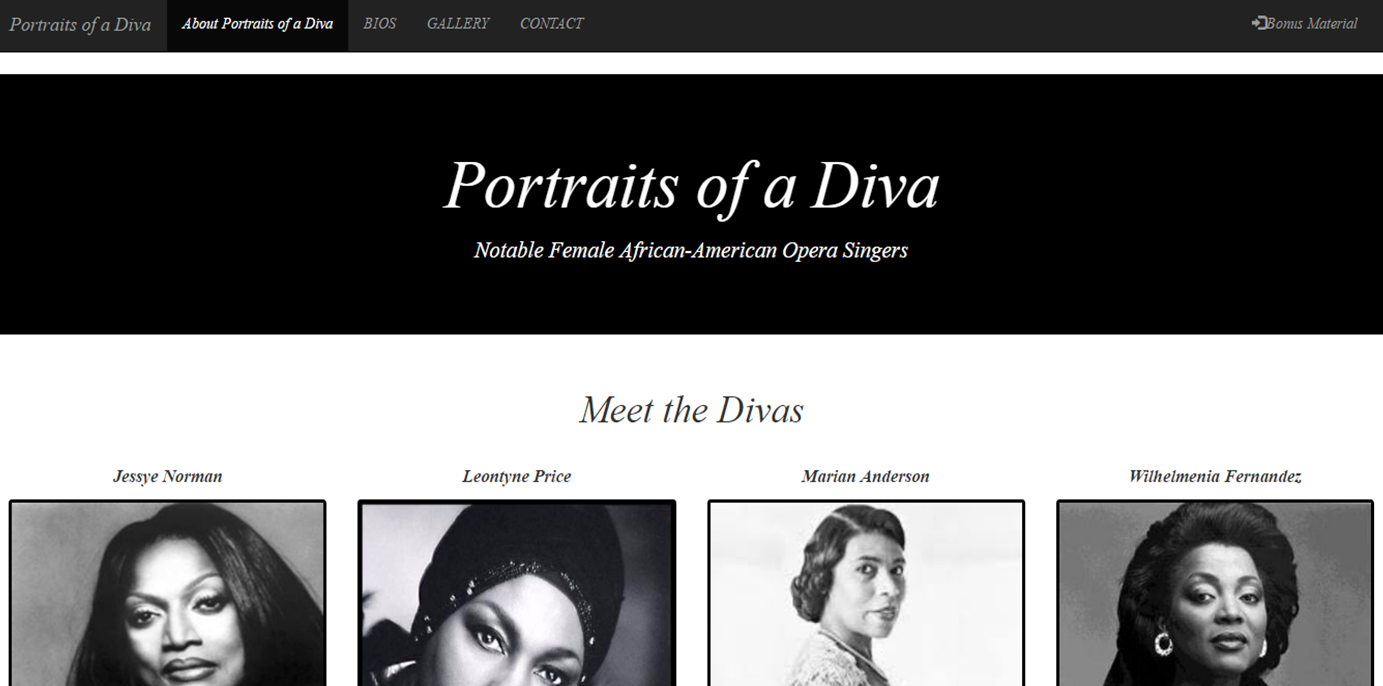 Portraits of a Diva About Portraits of a Diva BIOS GALLERY CONTACT Bonus Material
Portraits of a Diva
Notable Female African-American Opera Singers
Meet the Divas
Jessye Norman Leontyne Price Marian Anderson Wilhelmenia Fernandez